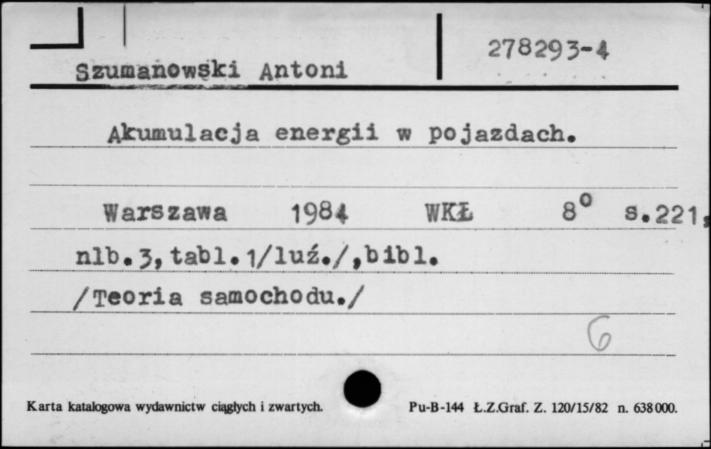 278293-4
Szumanowski Antoni
Akumulacja energii w pojazdach.
Warszawa 1984 WKŁ 8° s.221,
nlb.3,tabl.1/luź./,bibl.
/Teoria samochodu./
6
Karta katalogowa wydawnictw ciągłych i zwartych. Pu-B-144 Ł.Z.Graf. Z. 120/15/82 n. 638000.